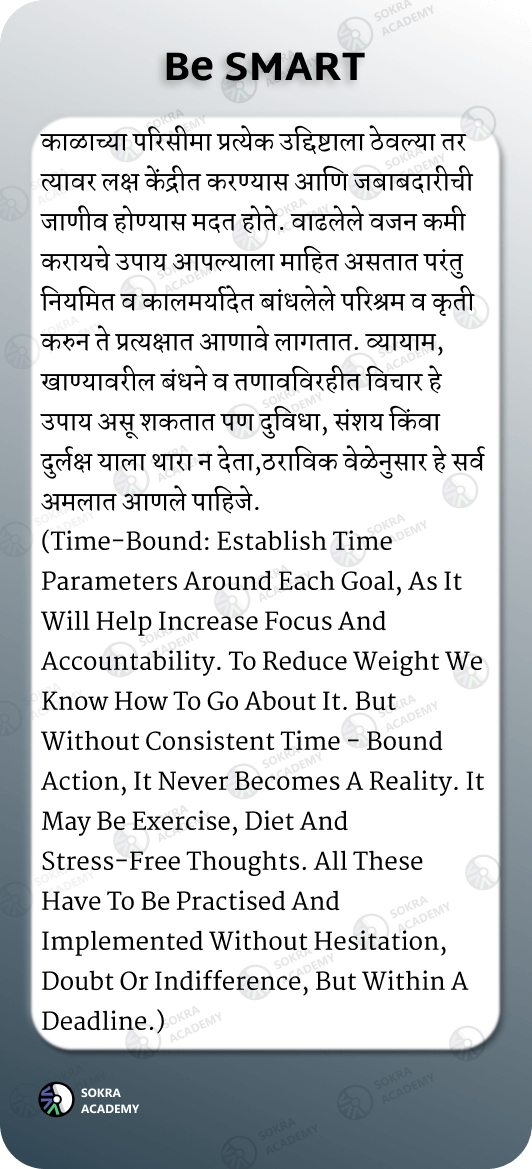 Be SMART
काळाच्या परिसीमा प्रत्येक उद्दिष्टाला ठेवल्या तर
त्यावर लक्ष केंद्रीत करण्यास आणि जबाबदारीची
जाणीव होण्यास मदत होते. वाढलेले वजन कमी
करायचे उपाय आपल्याला माहित असतात परंतु
नियमित व कालमर्यादेत बांधलेले परिश्रम व कृती
करुन ते प्रत्यक्षात आणावे लागतात. व्यायाम,
खाण्यावरील बंधने व तणावविरहीत विचार हे
उपाय असू शकतात पण दुविधा, संशय किंवा
दुर्लक्ष याला थारा न देता,ठराविक वेळेनुसार हे सर्व
अमलात आणले पाहिजे.
(Time-Bound: Establish Time
Parameters Around Each Goal, As It
Will Help Increase Focus And
Accountability. To Reduce Weight We
Know How To Go About It. But
Without Consistent Time - Bound
Action, It Never Becomes A Reality. It
May Be Exercise, Diet And
Stress-Free Thoughts. All These
Have To Be Practised And
Implemented Without Hesitation,
Doubt Or Indifference, But Within A
Deadline.)
SOKRA
ACADEMY